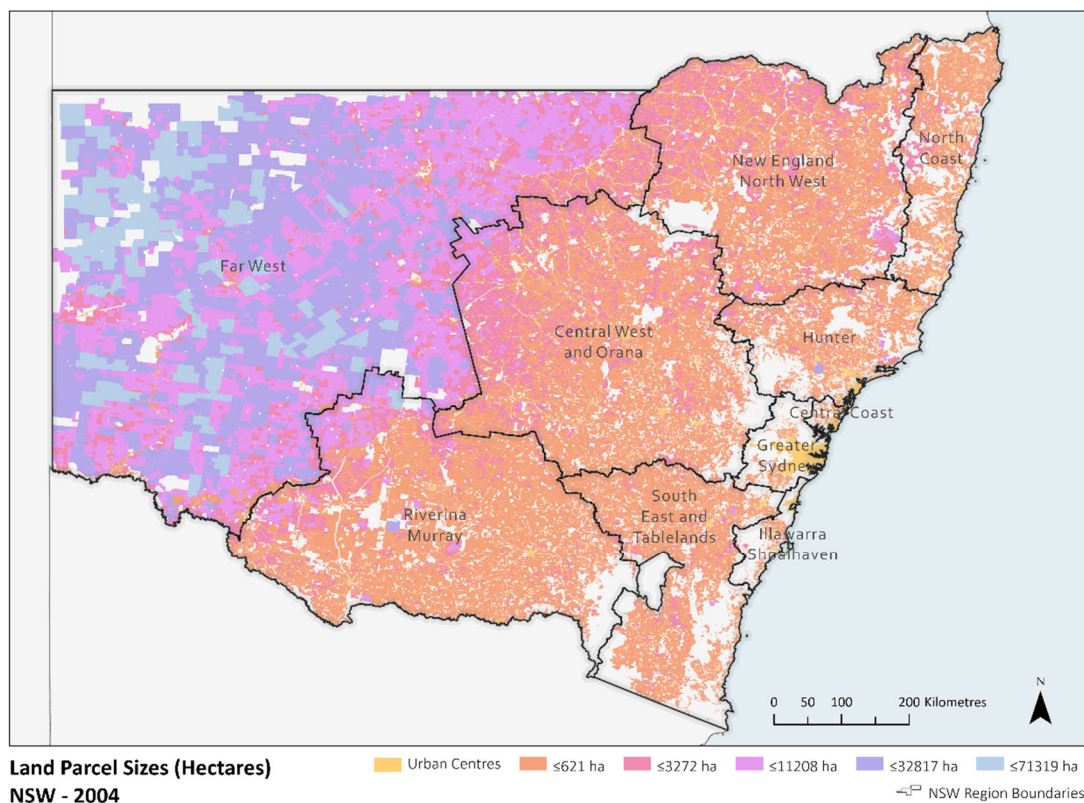 North
Coast
New England
North West
Far West
Central West
and Orana
Hunter
Central Coast
Greater
Sydney
South
East and
Tablelands
Riverina
Murray
Illawarra
Shoalhaven
N
0 50 100 200 Kilometres
Land Parcel Sizes (Hectares)
NSW - 2004
Urban Centres ≤621 ha ≤3272 ha ≤11208 ha ≤32817 ha ≤71319 ha
NSW Region Boundaries